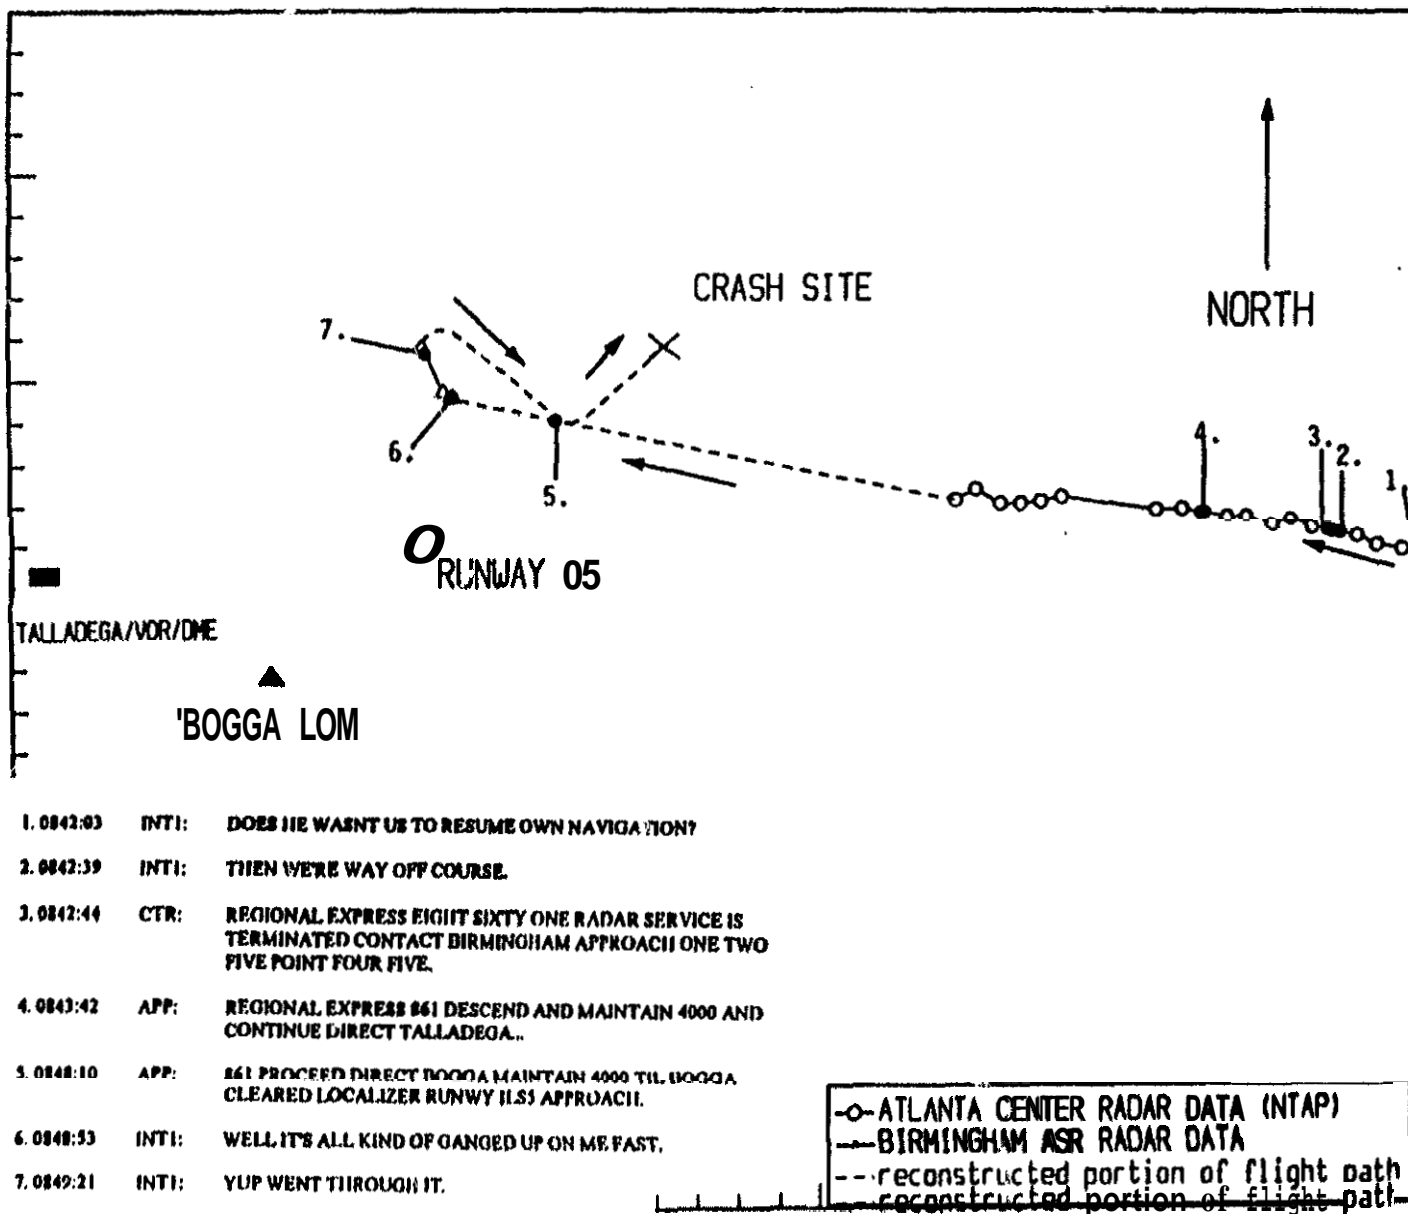 CRASH SITE
NORTH
7.
6.
5.
4.
3.
2.
1
RUNWAY 05
TALLADEGA/VOR/DME
'BOGGA LOM
1. 0842:03 INT1: DOES HE WASNT US TO RESUME OWN NAVIGATION?
2. 0842:39 INT1: THEN WE'RE WAY OFF COURSE.
3. 0842:44 CTR: REGIONAL EXPRESS EIGHT SIXTY ONE RADAR SERVICE IS
TERMINATED CONTACT BIRMINGHAM APPROACH ONE TWO
FIVE POINT FOUR FIVE.
4. 0843:42 APP: REGIONAL EXPRESS 861 DESCEND AND MAINTAIN 4000 AND
CONTINUE DIRECT TALLADEGA..
5. 0848:10 APP: 861 PROCEED DIRECT BOGGA MAINTAIN 4000 TIL BOGGA
CLEARED LOCALIZER RUNWY ILS5 APPROACH.
6. 0848:53 INT1: WELL IT'S ALL KIND OF GANGED UP ON ME FAST.
7. 0849:21 INT1: YUP WENT THROUGH IT.
ATLANTA CENTER RADAR DATA (NTAP)
BIRMINGHAM ASR RADAR DATA
reconstructed portion of flight path
reconstructed portion of flight path